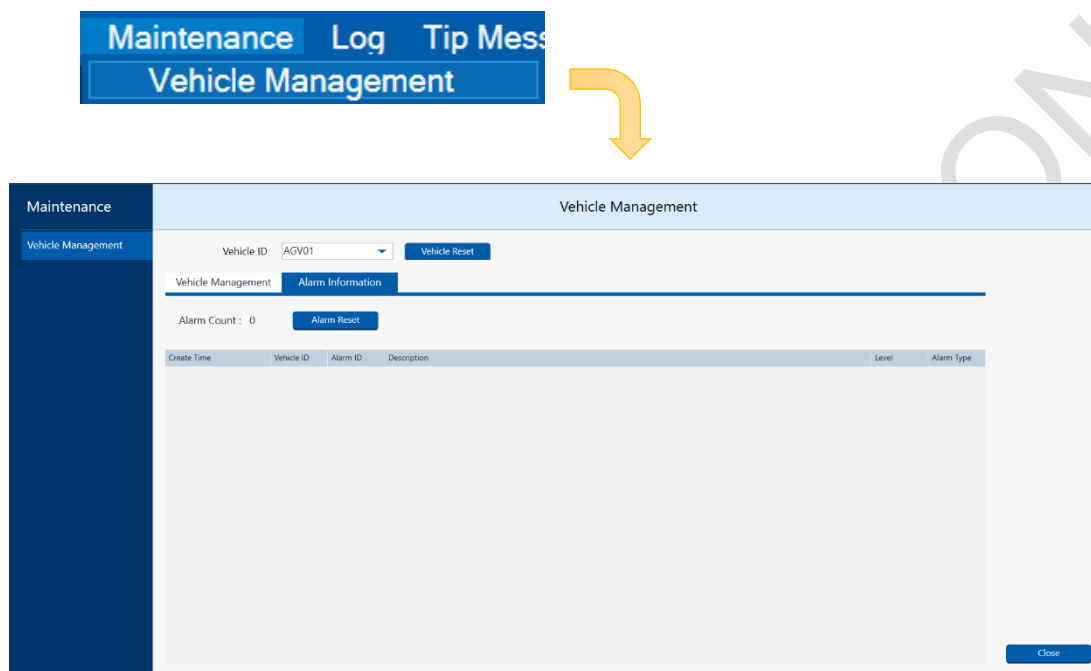 Maintenance Log Tip Mess
Vehicle Management
Maintenance
Vehicle Management
Vehicle Management
Vehicle ID AGV01 Vehicle Reset
Vehicle Management Alarm Information
Alarm Count : 0 Alarm Reset
Create Time Vehicle ID Alarm ID Description Level Alarm Type
Close